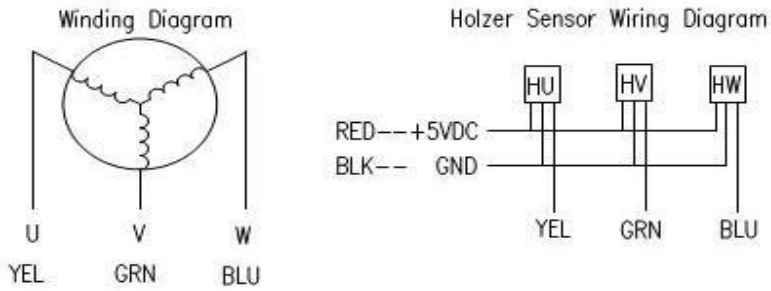 Winding Diagram
U V W
YEL GRN BLU
Holzer Sensor Wiring Diagram
HU HV HW
RED--+5VDC
BLK-- GND
YEL GRN BLU